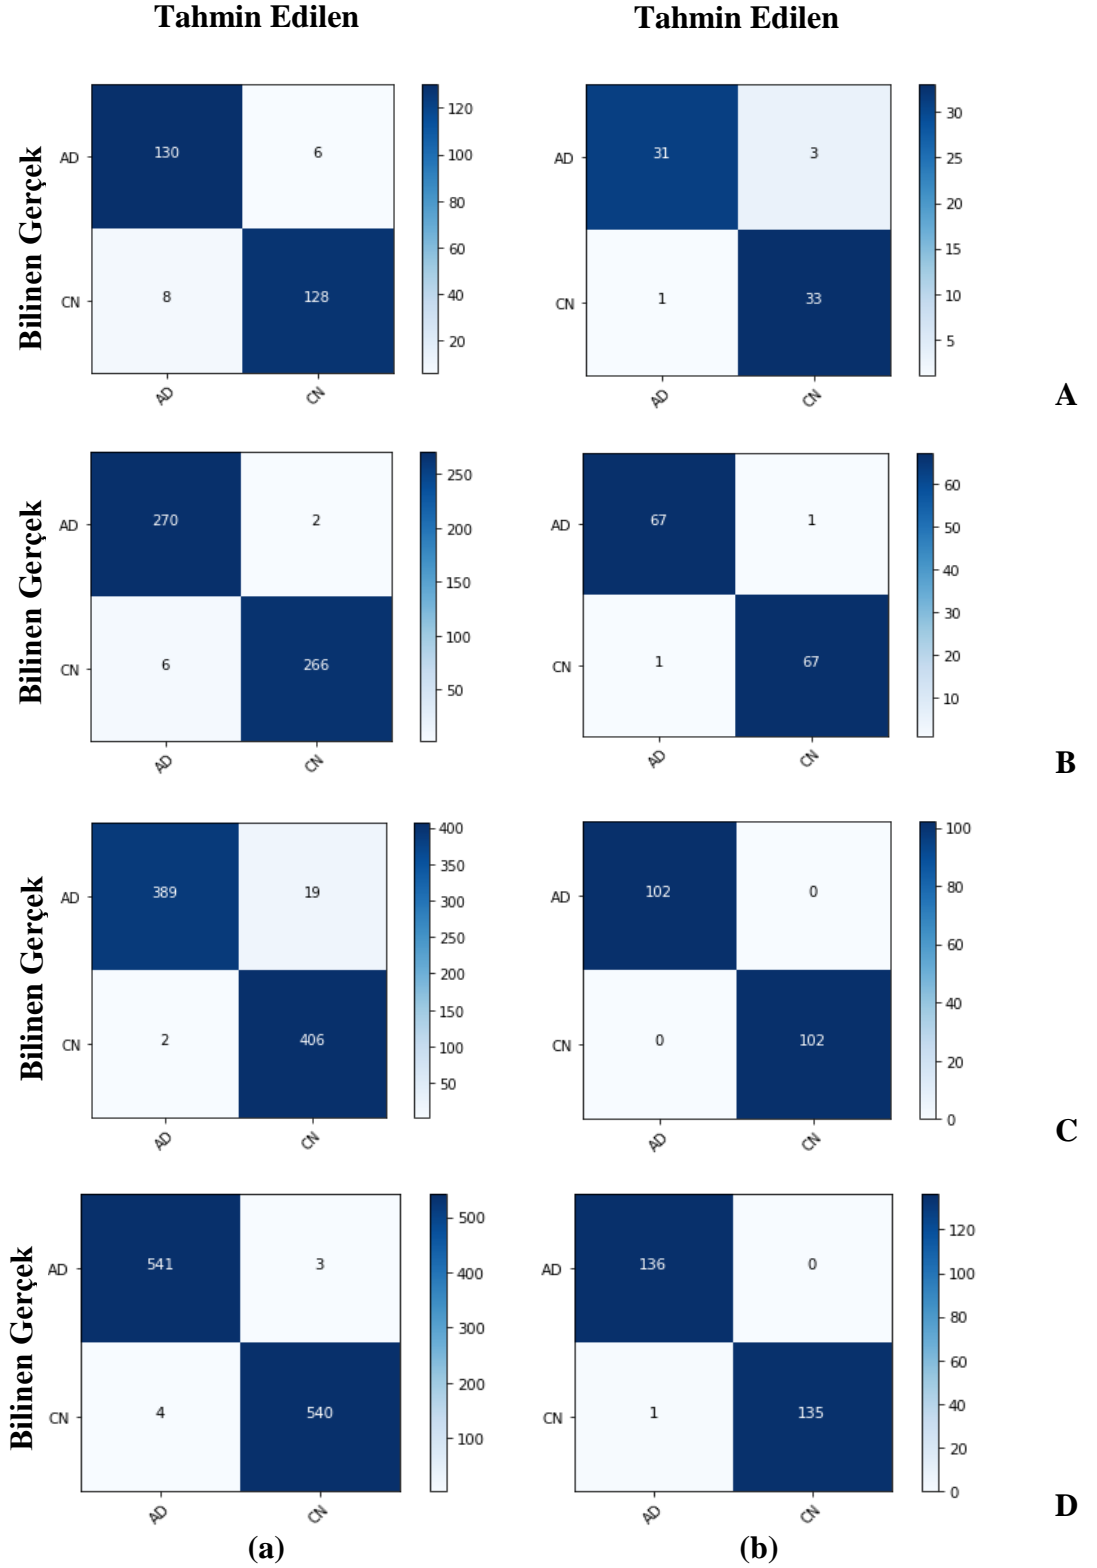 Tahmin Edilen Tahmin Edilen
Bilinen Gerçek
AD 130 6
CN 8 128
AD CN
120
100
80
60
40
20
AD 31 3
CN 1 33
AD CN
30
25
20
15
10
5
A
Bilinen Gerçek
AD 270 2
CN 6 266
AD CN
250
200
150
100
50
AD 67 1
CN 1 67
AD CN
60
50
40
30
20
10
B
Bilinen Gerçek
AD 389 19
CN 2 406
AD CN
400
350
300
250
200
150
100
50
AD 102 0
CN 0 102
AD CN
100
80
60
40
20
0
C
Bilinen Gerçek
AD 541 3
CN 4 540
AD CN
500
400
300
200
100
AD 136 0
CN 1 135
AD CN
120
100
80
60
40
20
0
D
(a) (b)